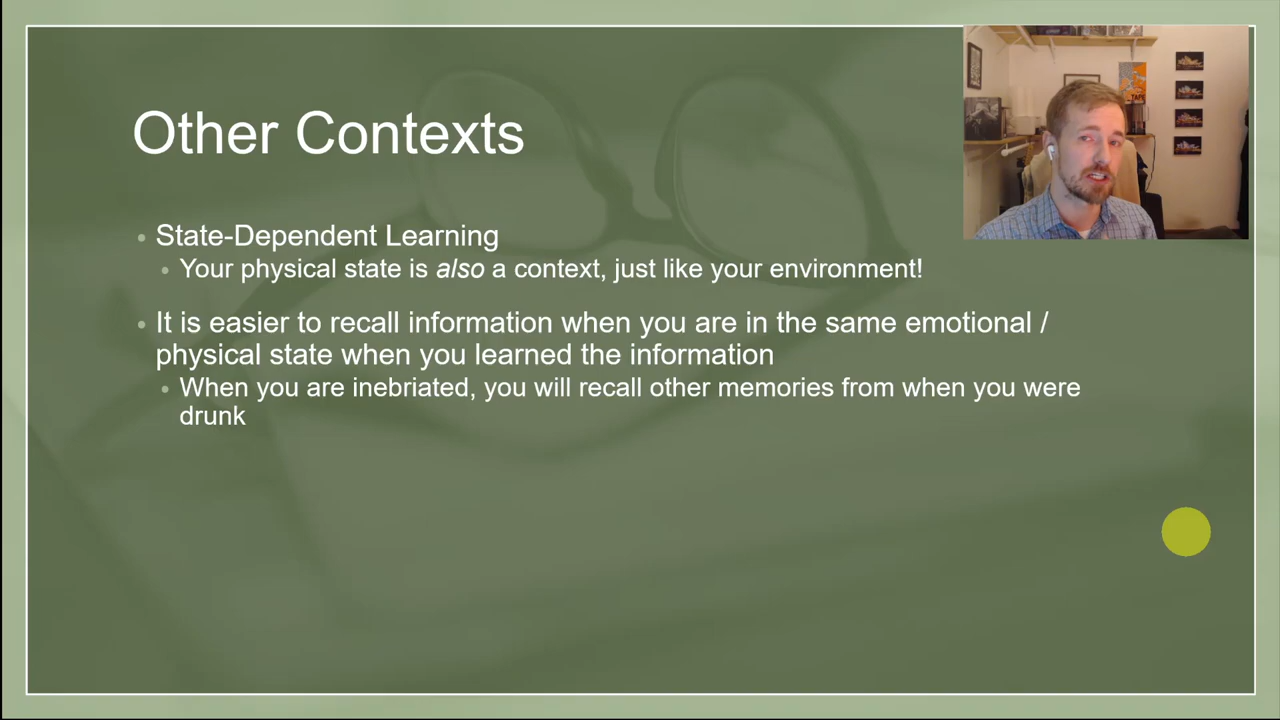 Other Contexts
State-Dependent Learning
Your physical state is also a context, just like your environment!
It is easier to recall information when you are in the same emotional /
physical state when you learned the information
When you are inebriated, you will recall other memories from when you were
drunk